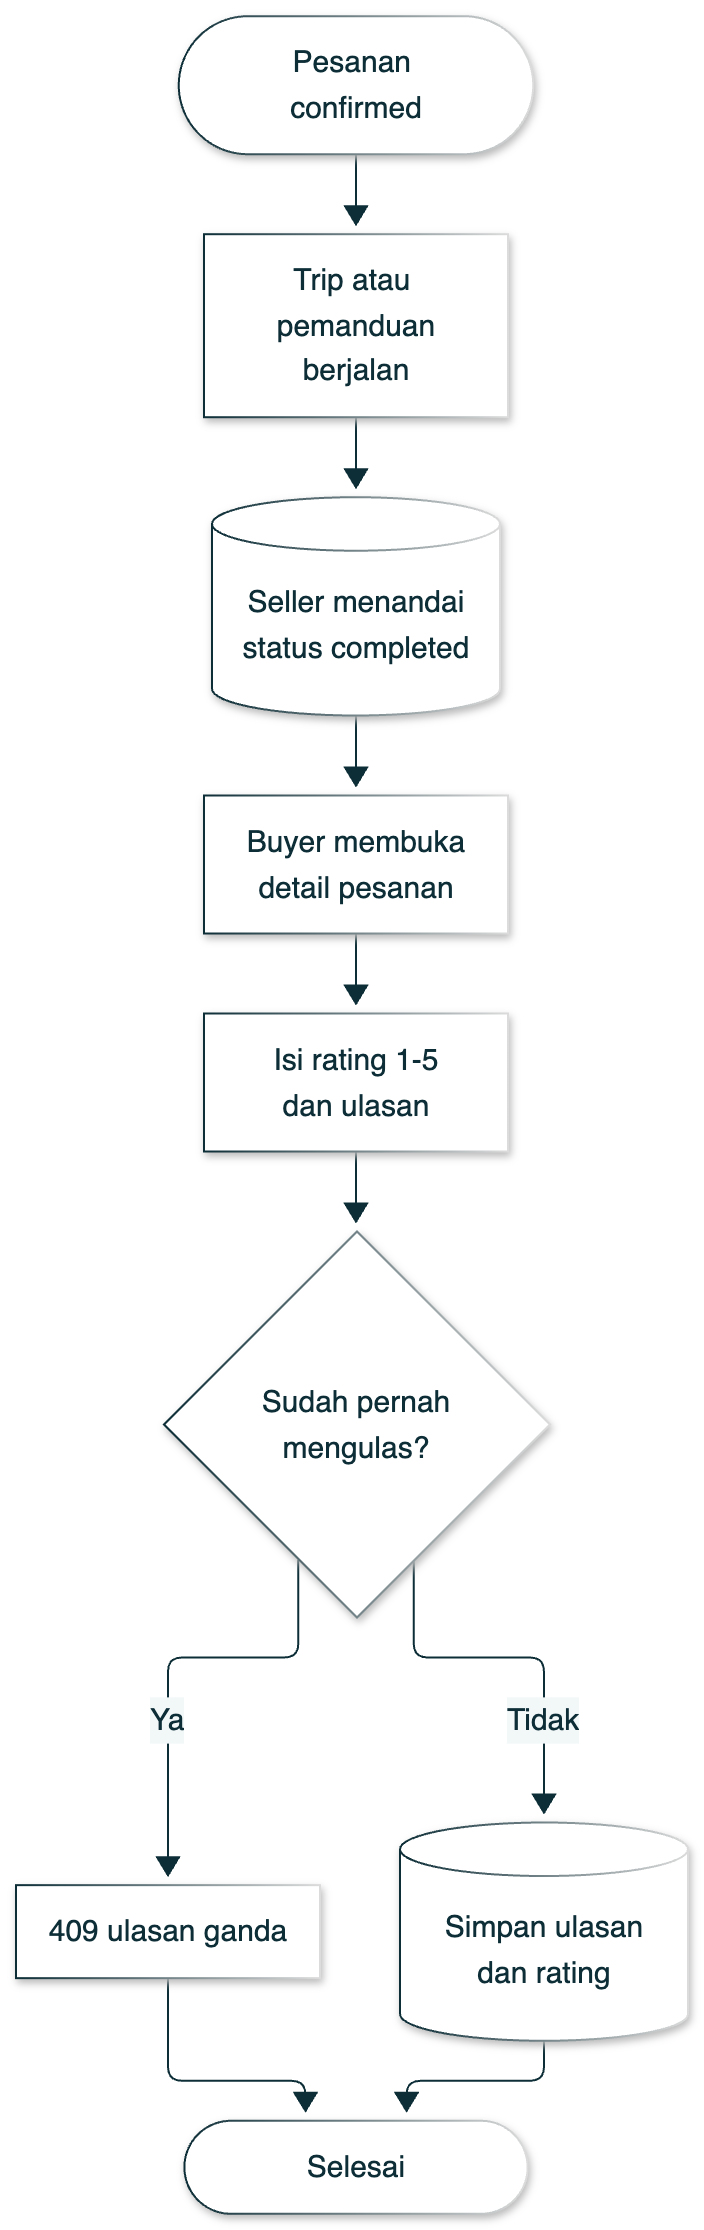 Pesanan
confirmed
Trip atau
pemanduan
berjalan
Seller menandai
status completed
Buyer membuka
detail pesanan
Isi rating 1-5
dan ulasan
Sudah pernah
mengulas?
Ya
Tidak
409 ulasan ganda
Simpan ulasan
dan rating
Selesai